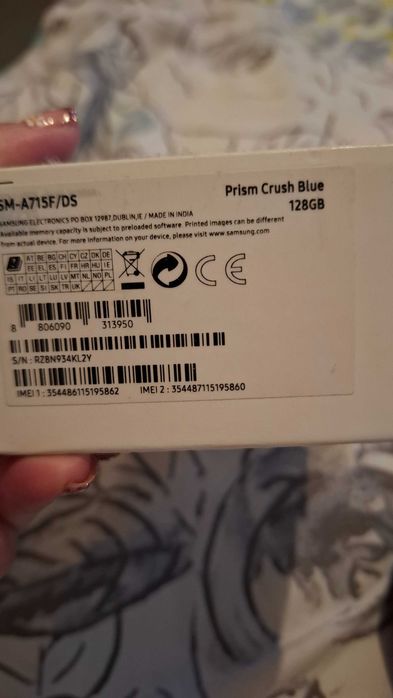 SM-A715F/DS
Prism Crush Blue
128GB
SAMSUNG ELECTRONICS PO BOX 12987,DUBLIN,IE / MADE IN INDIA
Available memory capacity is subject to preloaded software. Printed images can be different
from actual device. For more information on your device, please visit www.samsung.com
AT BE BG CH CY CZ DK DE
EE EL ES FI FR HR HU IE
IS IT LI LT LU LV MT NL NO PL
PT RO SE SI SK TR UK
CE
8 806090 313950
S/N : RZ8N934KL2Y
IMEI 1 : 354486115195862 IMEI 2 : 354487115195860